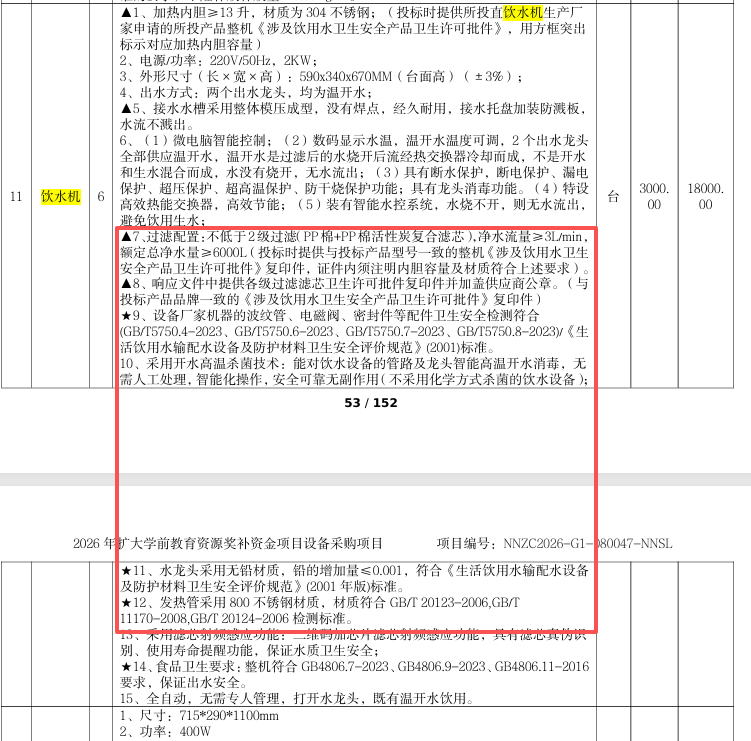 ▲1、加热内胆≥13 升，材质为 304 不锈钢；（投标时提供所投直饮水机生产厂
家申请的所投产品整机《涉及饮用水卫生安全产品卫生许可批件》，用方框突出
标示对应加热内胆容量）
2、电源/功率：220V/50Hz，2KW；
3、外形尺寸（长×宽×高）：590x340x670MM（台面高）（±3%）；
4、出水方式：两个出水龙头，均为温开水；
▲5、接水水槽采用整体模压成型，没有焊点，经久耐用，接水托盘加装防溅板，
水流不溅出。
6、（1）微电脑智能控制；（2）数码显示水温，温开水温度可调，2 个出水龙头
全部供应温开水，温开水是过滤后的水烧开后流经热交换器冷却而成，不是开水
和生水混合而成，水没有烧开，无水流出；（3）具有断水保护，断电保护、漏电
保护、超压保护、超高温保护、防干烧保护功能；具有龙头消毒功能。（4）特设
高效热能交换器，高效节能；（5）装有智能水控系统，水烧不开，则无水流出，
避免饮用生水；
11 饮水机 6 台 3000.00 18000.00
▲7、过滤配置：不低于 2 级过滤(PP 棉+PP 棉活性炭复合滤芯),净水流量≥3L/min,
额定总净水量≥6000L（投标时提供与投标产品型号一致的整机《涉及饮用水卫生
安全产品卫生许可批件》复印件，证件内须注明内胆容量及材质符合上述要求）。
▲8、响应文件中提供各级过滤滤芯卫生许可批件复印件并加盖供应商公章。（与
投标产品品牌一致的《涉及饮用水卫生安全产品卫生许可批件》复印件）
★9、设备厂家机器的波纹管、电磁阀、密封件等配件卫生安全检测符合
(GB/T5750.4-2023、GB/T5750.6-2023、GB/T5750.7-2023、GB/T5750.8-2023)/《生
活饮用水输配水设备及防护材料卫生安全评价规范》(2001)标准。
10、采用开水高温杀菌技术：能对饮水设备的管路及龙头智能高温开水消毒，无
需人工处理，智能化操作，安全可靠无副作用（不采用化学方式杀菌的饮水设备）；
53 / 152
2026 年扩大学前教育资源奖补资金项目设备采购项目 项目编号：NNZC2026-G1-080047-NNSL
★11、水龙头采用无铅材质，铅的增加量≤0.001，符合《生活饮用水输配水设备
及防护材料卫生安全评价规范》(2001 年版)标准。
★12、发热管采用 800 不锈钢材质，材质符合 GB/T 20123-2006,GB/T
11170-2008,GB/T 20124-2006 检测标准。
13、采用滤芯射频感应功能：二维码加芯片滤芯射频感应功能，具有滤芯真伪识
别、使用寿命提醒功能，保证水质卫生安全；
★14、食品卫生要求：整机符合 GB4806.7-2023、GB4806.9-2023、GB4806.11-2016
要求，保证出水安全。
15、全自动，无需专人管理，打开水龙头，既有温开水饮用。
1、尺寸：715*290*1100mm
2、功率：400W